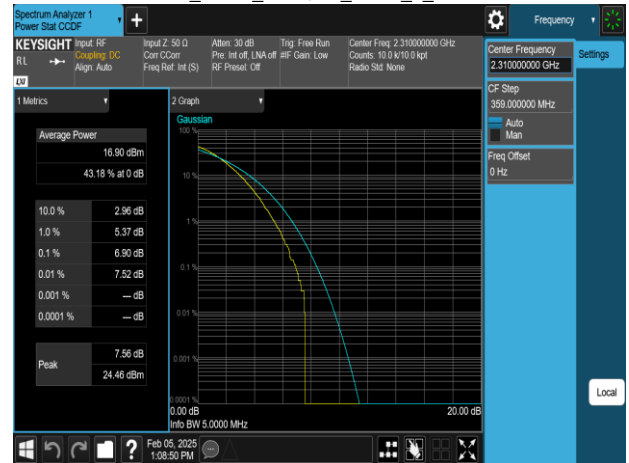 Spectrum Analyzer 1
Power Stat CCDF
Frequency
KEYSIGHT
RL
LXI
Input: RF
Coupling: DC
Align: Auto
Input Z: 50 Ω
Corr CCorr
Freq Ref: Int (S)
Atten: 30 dB
Pre: Int off, LNA off
RF Presel: Off
Trig: Free Run
#IF Gain: Low
Center Freq: 2.310000000 GHz
Counts: 10.0 k/10.0 kpt
Radio Std: None
Center Frequency
2.310000000 GHz
Settings
CF Step
359.000000 MHz
Auto
Man
Freq Offset
0 Hz
Local
1 Metrics
Average Power
16.90 dBm
43.18 % at 0 dB
10.0 % 2.96 dB
1.0 % 5.37 dB
0.1 % 6.90 dB
0.01 % 7.52 dB
0.001 % --- dB
0.0001 % --- dB
Peak
7.56 dB
24.46 dBm
2 Graph
Gaussian
100 %
10 %
1 %
0.1 %
0.01 %
0.001 %
0.0001 %
0.00 dB 20.00 dB
Info BW 5.0000 MHz
?
Feb 05, 2025
1:08:50 PM